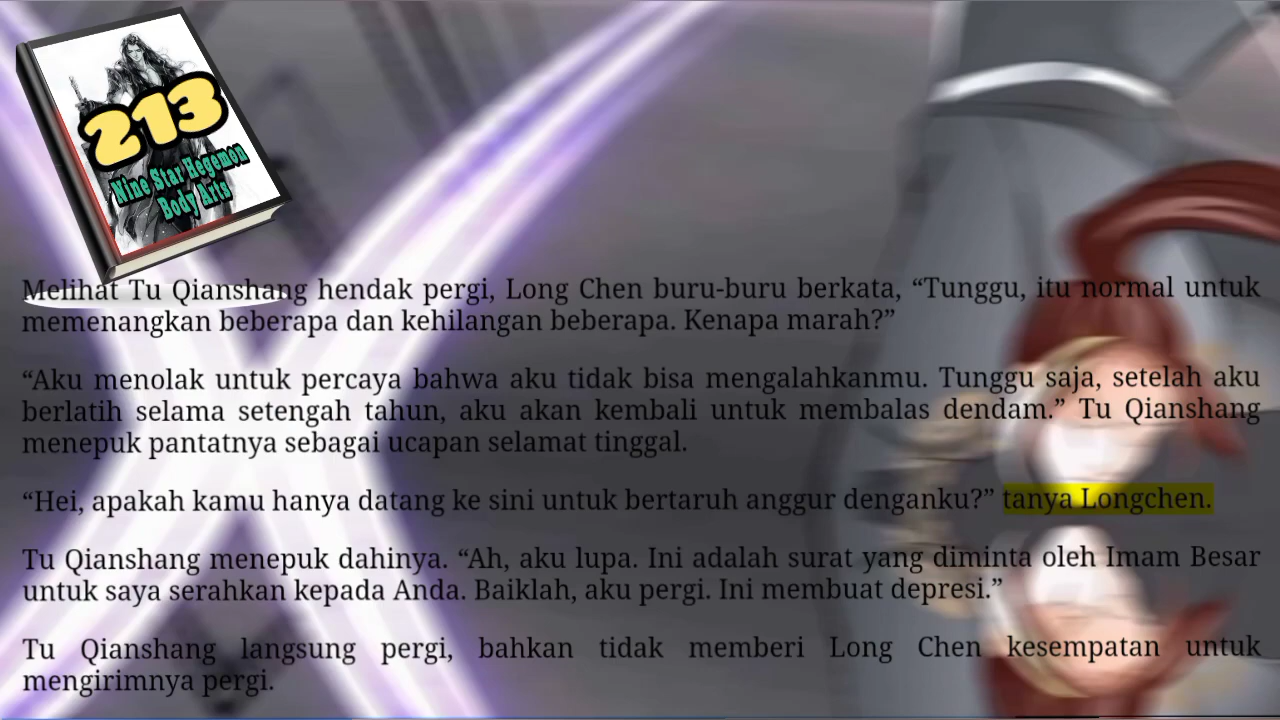 213
Nine Star Hegemon
Body Arts
Melihat Tu Qianshang hendak pergi, Long Chen buru-buru berkata, “Tunggu, itu normal untuk
memenangkan beberapa dan kehilangan beberapa. Kenapa marah?”
“Aku menolak untuk percaya bahwa aku tidak bisa mengalahkanmu. Tunggu saja, setelah aku
berlatih selama setengah tahun, aku akan kembali untuk membalas dendam.” Tu Qianshang
menepuk pantatnya sebagai ucapan selamat tinggal.
“Hei, apakah kamu hanya datang ke sini untuk bertaruh anggur denganku?” tanya Longchen.
Tu Qianshang menepuk dahinya. “Ah, aku lupa. Ini adalah surat yang diminta oleh Imam Besar
untuk saya serahkan kepada Anda. Baiklah, aku pergi. Ini membuat depresi.”
Tu Qianshang langsung pergi, bahkan tidak memberi Long Chen kesempatan untuk
mengirimnya pergi.